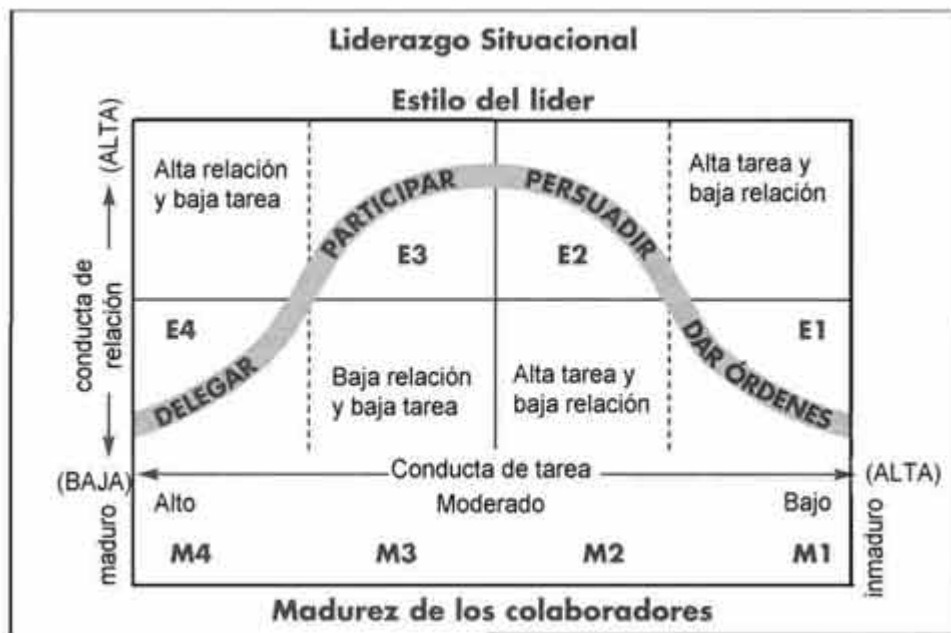 Liderazgo Situacional
Estilo del líder
(ALTA)
conducta de
relación
(BAJA)
Alta relación
y baja tarea
PARTICIPAR
PERSUADIR
Alta tarea y
baja relación
E3
E2
E4
E1
DELEGAR
Baja relación
y baja tarea
Alta tarea y
baja relación
DAR ÓRDENES
Conducta de tarea
(ALTA)
maduro
Alto
Moderado
Bajo
inmaduro
M4
M3
M2
M1
Madurez de los colaboradores